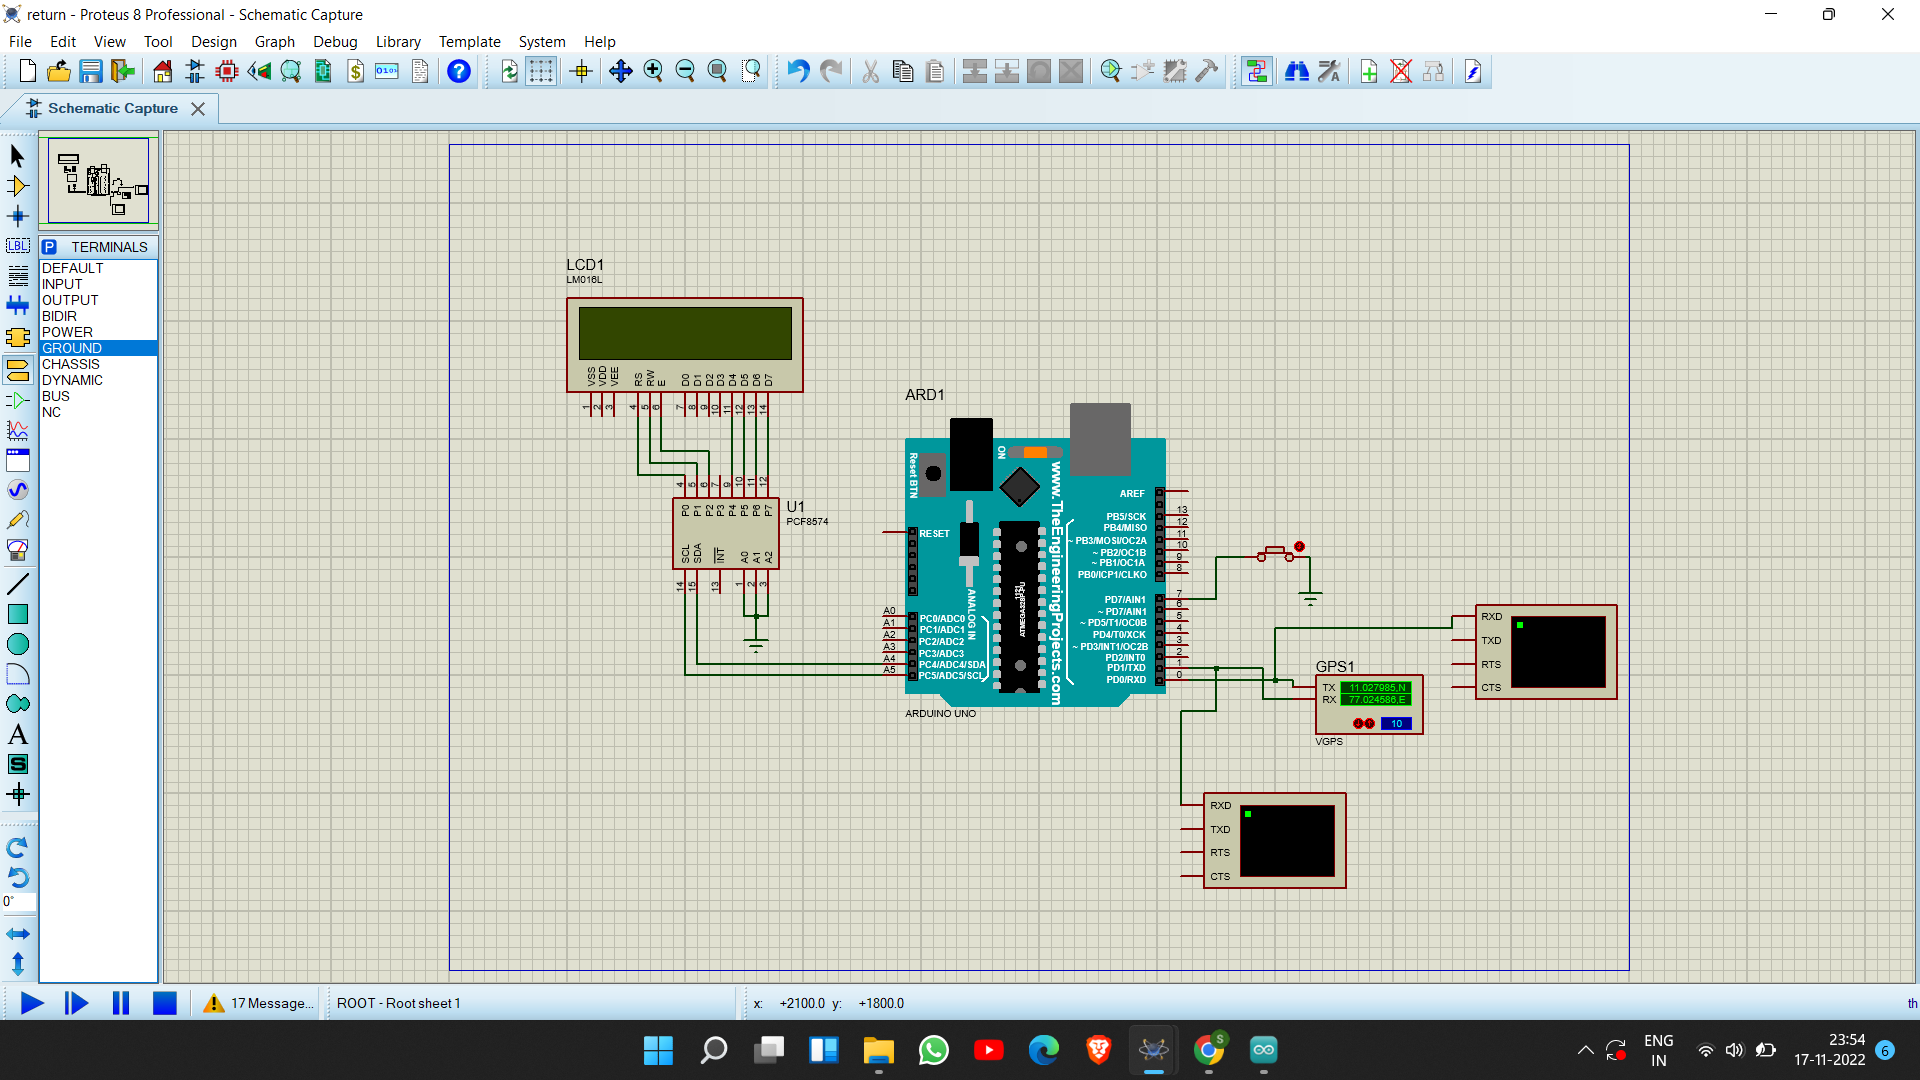 return - Proteus 8 Professional - Schematic Capture
File Edit View Tool Design Graph Debug Library Template System Help
Schematic Capture
TERMINALS
DEFAULT
INPUT
OUTPUT
BIDIR
POWER
GROUND
CHASSIS
DYNAMIC
BUS
NC
LBL
A
S
0°
LCD1
LM016L
VSS VDD VEE RS RW E D0 D1 D2 D3 D4 D5 D6 D7
1 2 3 4 5 6 7 8 9 10 11 12 13 14
4 5 6 7 9 10 11 12
P0 P1 P2 P3 P4 P5 P6 P7
U1
PCF8574
SCL SDA INT A0 A1 A2
14 15 13 1 2 3
ARD1
Reset BTN
ON
www.TheEngineeringProjects.com
RESET
ANALOG IN
A0 PC0/ADC0
A1 PC1/ADC1
A2 PC2/ADC2
A3 PC3/ADC3
A4 PC4/ADC4/SDA
A5 PC5/ADC5/SCL
AREF
PB5/SCK 13
PB4/MISO 12
~ PB3/MOSI/OC2A 11
~ PB2/OC1B 10
~ PB1/OC1A 9
PB0/ICP1/CLKO 8
PD7/AIN1 7
~ PD7/AIN1 6
~ PD5/T1/OC0B 5
PD4/T0/XCK 4
~ PD3/INT1/OC2B 3
PD2/INT0 2
PD1/TXD 1
PD0/RXD 0
ARDUINO UNO
GPS1
TX 11.027985,N
RX 77.024586,E
10
VGPS
RXD
TXD
RTS
CTS
RXD
TXD
RTS
CTS
17 Message...
ROOT - Root sheet 1
x: +2100.0 y: +1800.0
th
ENG
IN
23:54
17-11-2022
6